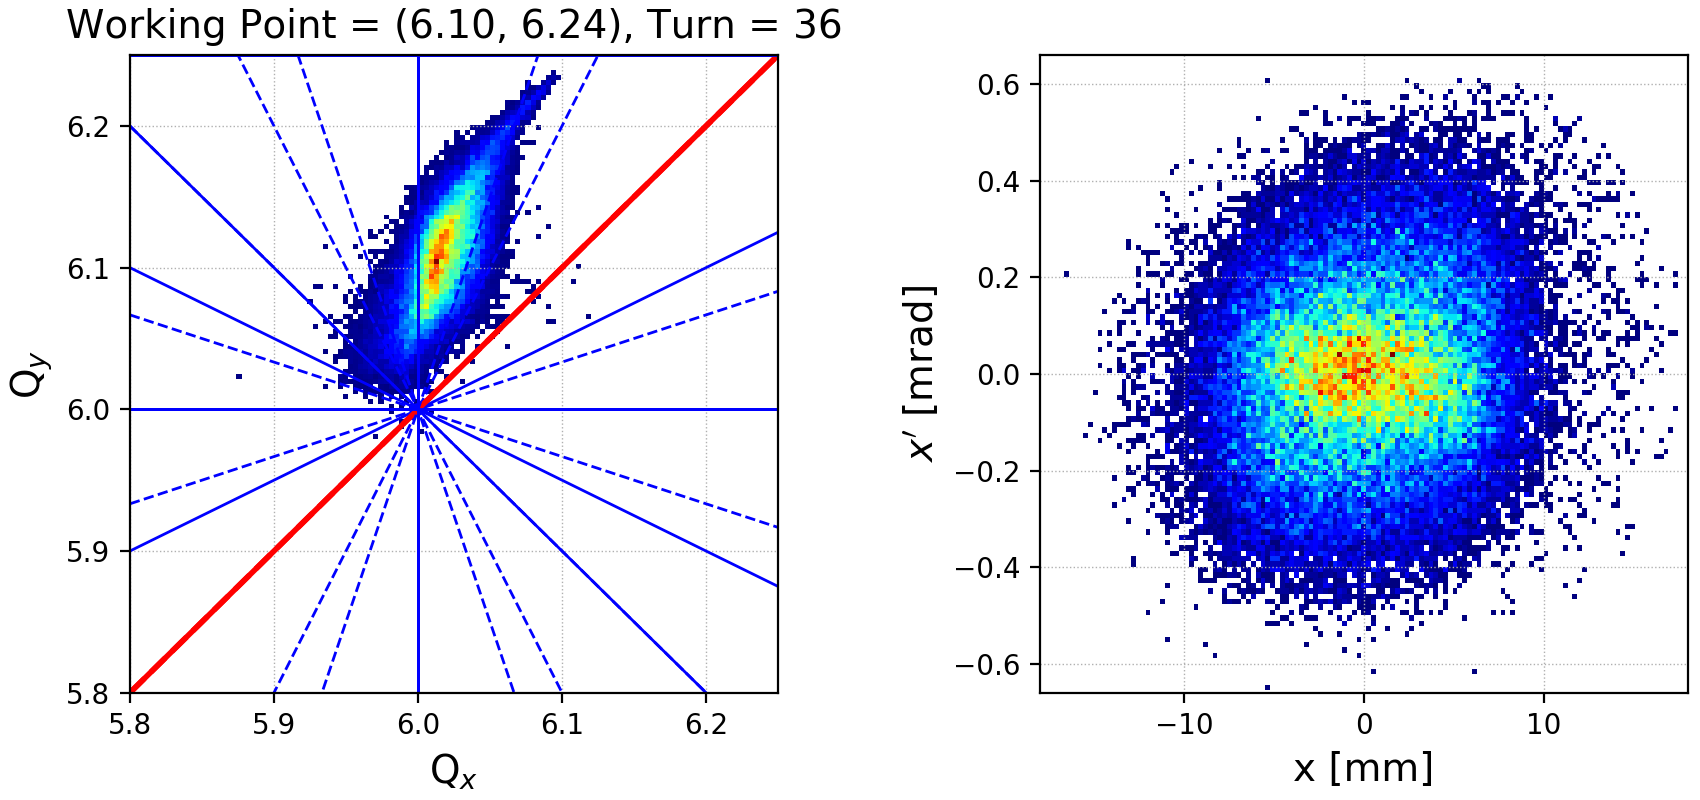 Working Point = (6.10, 6.24), Turn = 36
6.2
6.1
6.0
5.9
5.8
Q_y
5.8 5.9 6.0 6.1 6.2
Q_x
0.6
0.4
0.2
0.0
−0.2
−0.4
−0.6
x′ [mrad]
−10 0 10
x [mm]